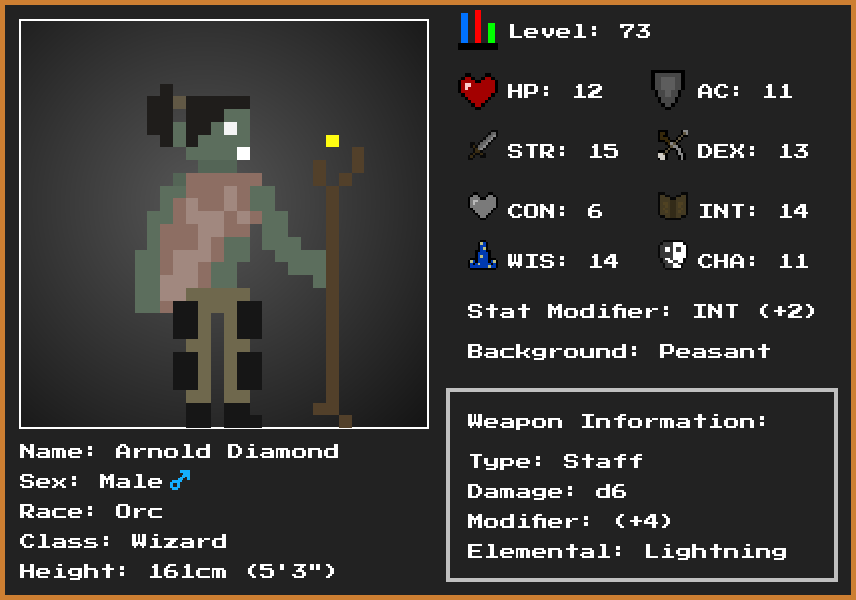 Level: 73
HP: 12
AC: 11
STR: 15
DEX: 13
CON: 6
INT: 14
WIS: 14
CHA: 11
Stat Modifier: INT (+2)
Background: Peasant
Weapon Information:
Type: Staff
Damage: d6
Modifier: (+4)
Elemental: Lightning
Name: Arnold Diamond
Sex: Male ♂
Race: Orc
Class: Wizard
Height: 161cm (5'3")